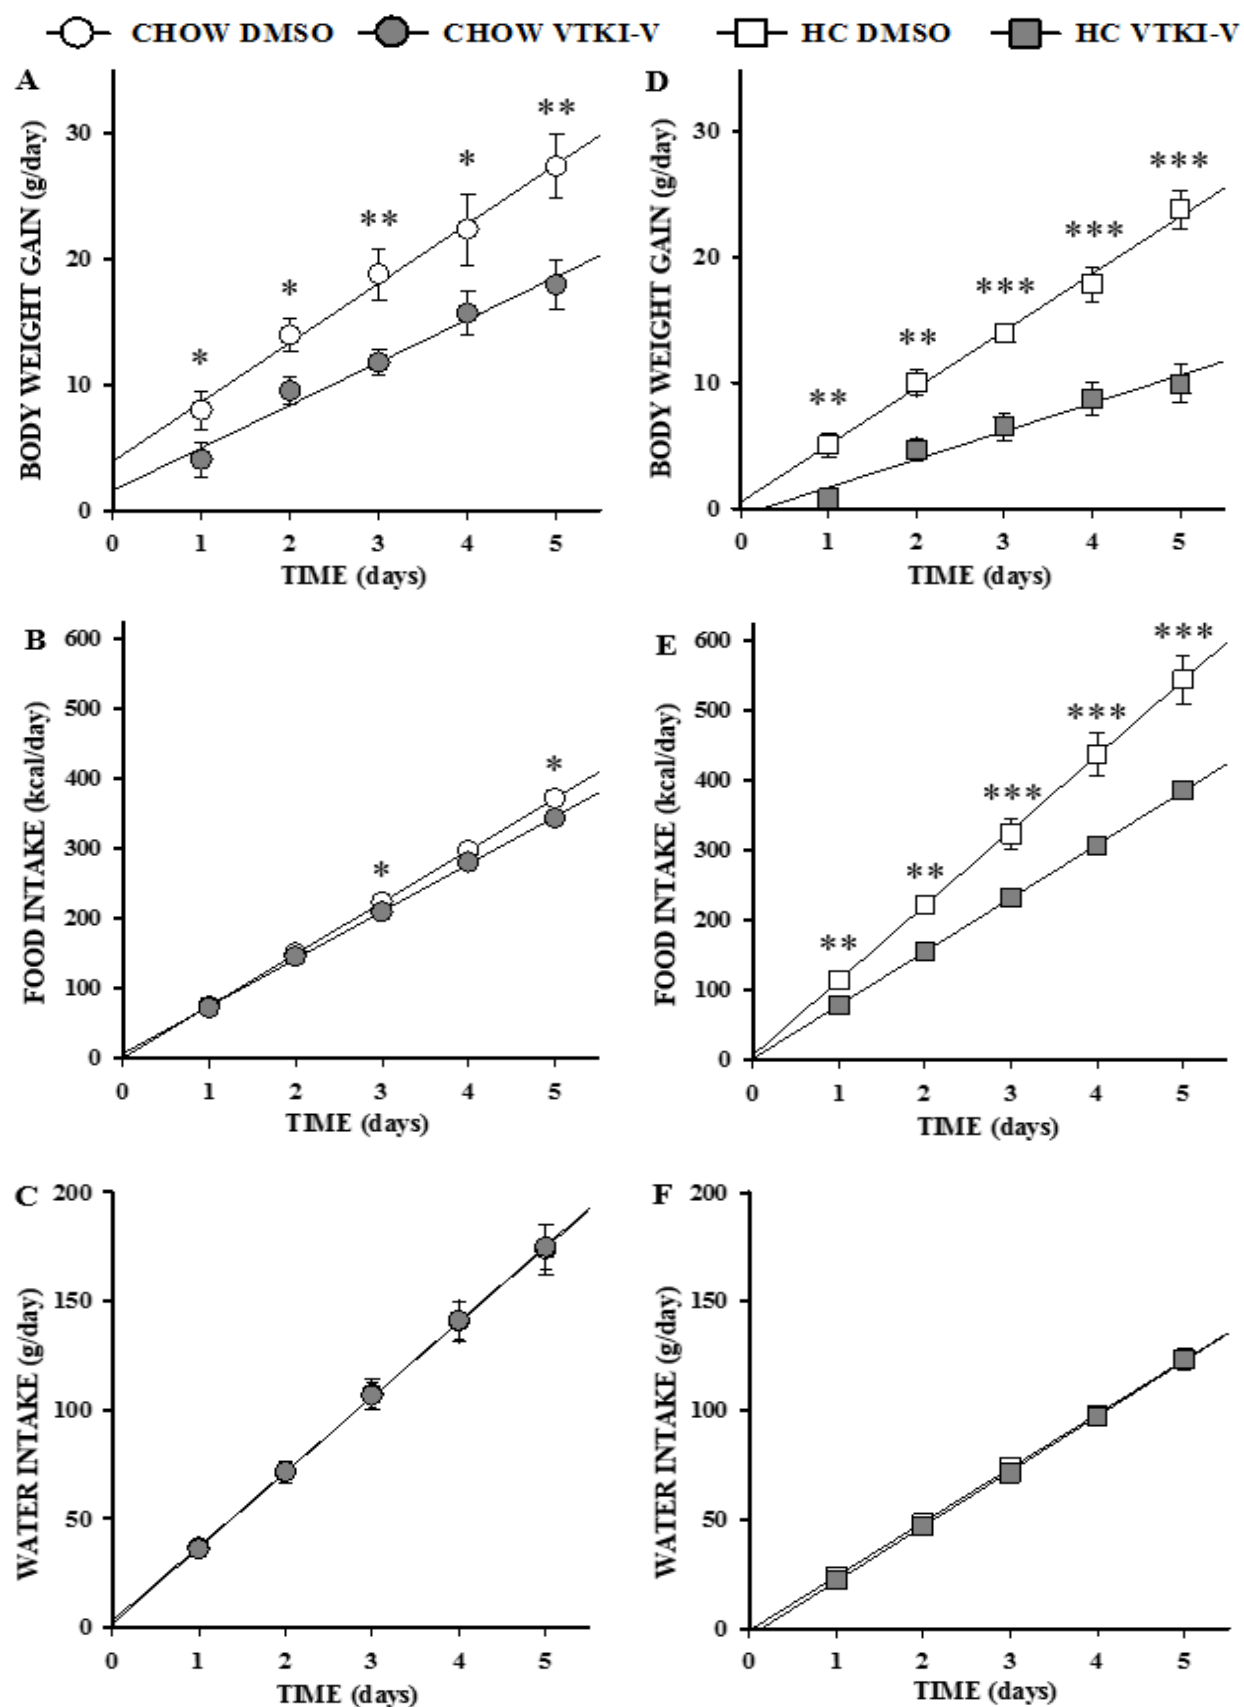 CHOW DMSO CHOW VTKI-V HC DMSO HC VTKI-V
A
BODY WEIGHT GAIN (g/day)
30
20
10
0
* * ** * **
0 1 2 3 4 5
TIME (days)
D
BODY WEIGHT GAIN (g/day)
30
20
10
0
** ** *** *** ***
0 1 2 3 4 5
TIME (days)
B
FOOD INTAKE (kcal/day)
600
500
400
300
200
100
0
* *
0 1 2 3 4 5
TIME (days)
E
FOOD INTAKE (kcal/day)
600
500
400
300
200
100
0
** ** *** *** ***
0 1 2 3 4 5
TIME (days)
C
WATER INTAKE (g/day)
200
150
100
50
0
0 1 2 3 4 5
TIME (days)
F
WATER INTAKE (g/day)
200
150
100
50
0
0 1 2 3 4 5
TIME (days)